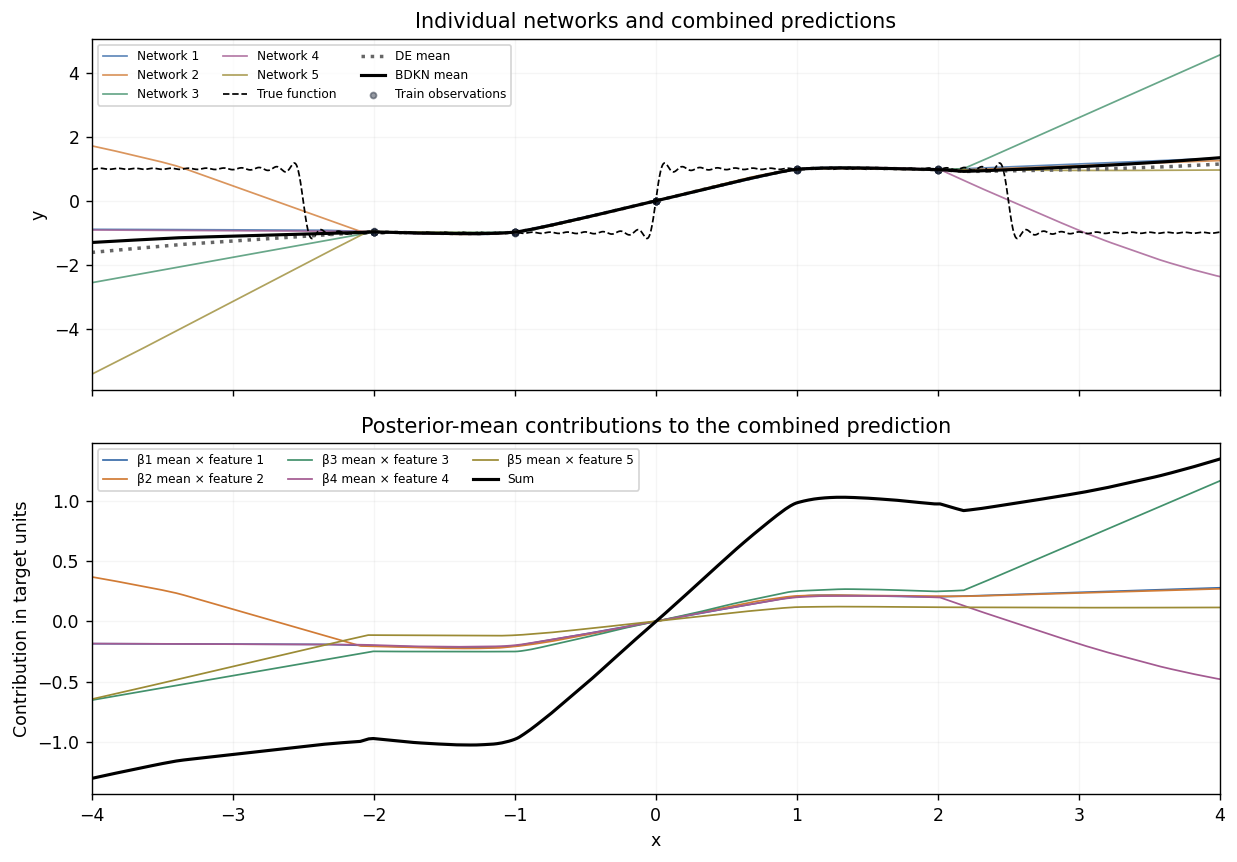 Individual networks and combined predictions
Network 1
Network 2
Network 3
Network 4
Network 5
True function
DE mean
BDKN mean
Train observations
4
2
0
−2
−4
y
Posterior-mean contributions to the combined prediction
β1 mean × feature 1
β2 mean × feature 2
β3 mean × feature 3
β4 mean × feature 4
β5 mean × feature 5
Sum
1.0
0.5
0.0
−0.5
−1.0
Contribution in target units
−4 −3 −2 −1 0 1 2 3 4
x